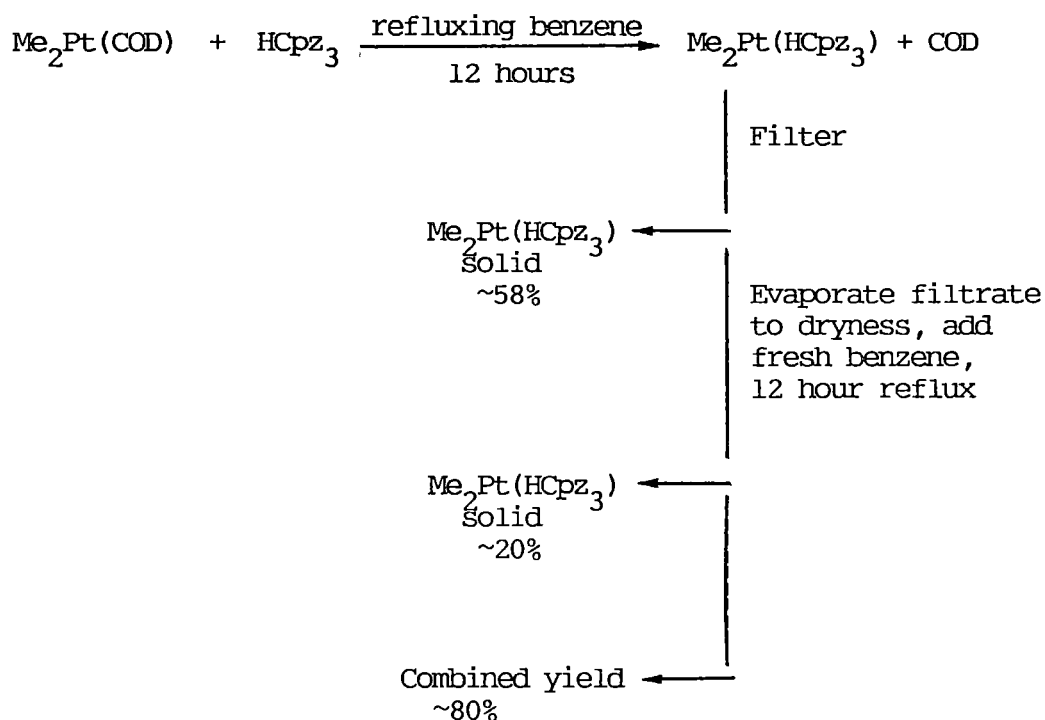 Me2Pt(COD) + HCpz3 refluxing benzene Me2Pt(HCpz3) + COD
12 hours
Filter
Me2Pt(HCpz3)
solid
~58%
Evaporate filtrate
to dryness, add
fresh benzene,
12 hour reflux
Me2Pt(HCpz3)
solid
~20%
Combined yield
~80%